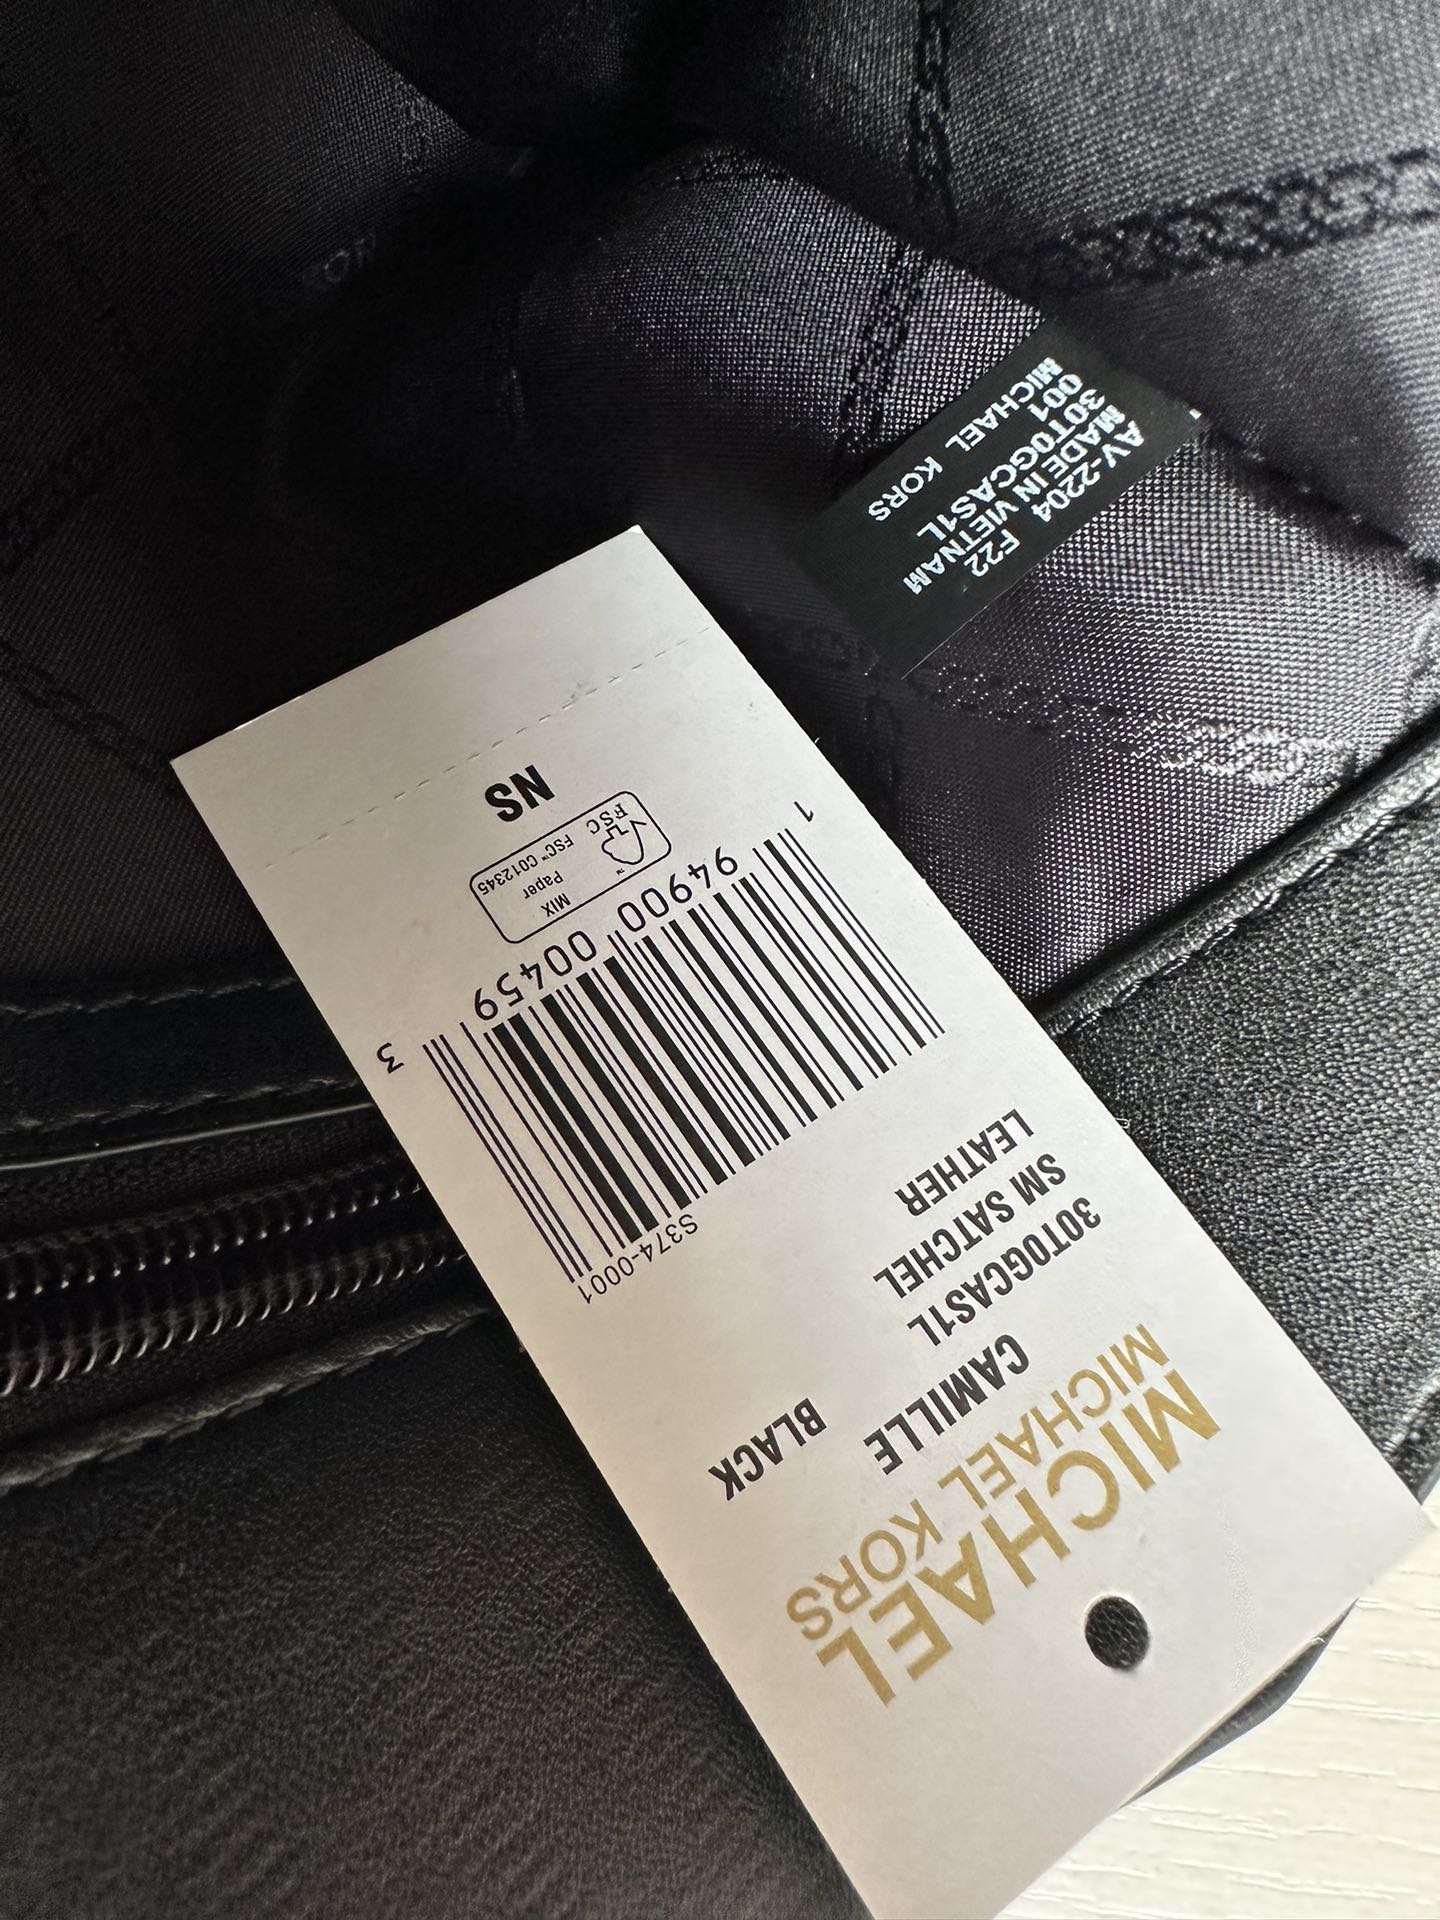 MICHAEL
MICHAEL KORS
CAMILLE BLACK
30T0GCAS1L
SM SATCHEL
LEATHER
S374-0001
1 94900 00459 3
MIX
Paper
FSC™ C012345
FSC
NS
MICHAEL KORS
001
30T0GCAS1L
MADE IN VIETNAM
AV-2204 F22